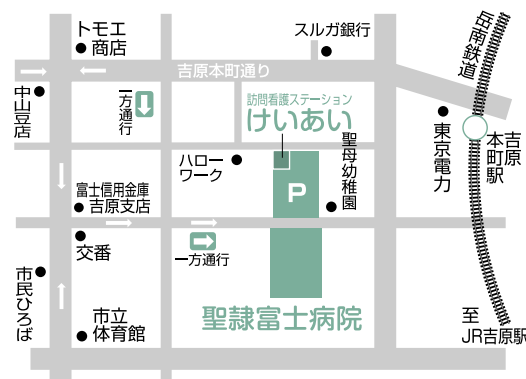 トモエ
商店
スルガ銀行
岳南鉄道
吉原本町通り
中山豆店
一方通行
訪問看護ステーション
けいあい
東京電力
吉原
本町駅
聖母幼稚園
ハロー
ワーク
P
富士信用金庫
吉原支店
交番
一方通行
市民ひろば
市立
体育館
聖隷富士病院
至
JR吉原駅